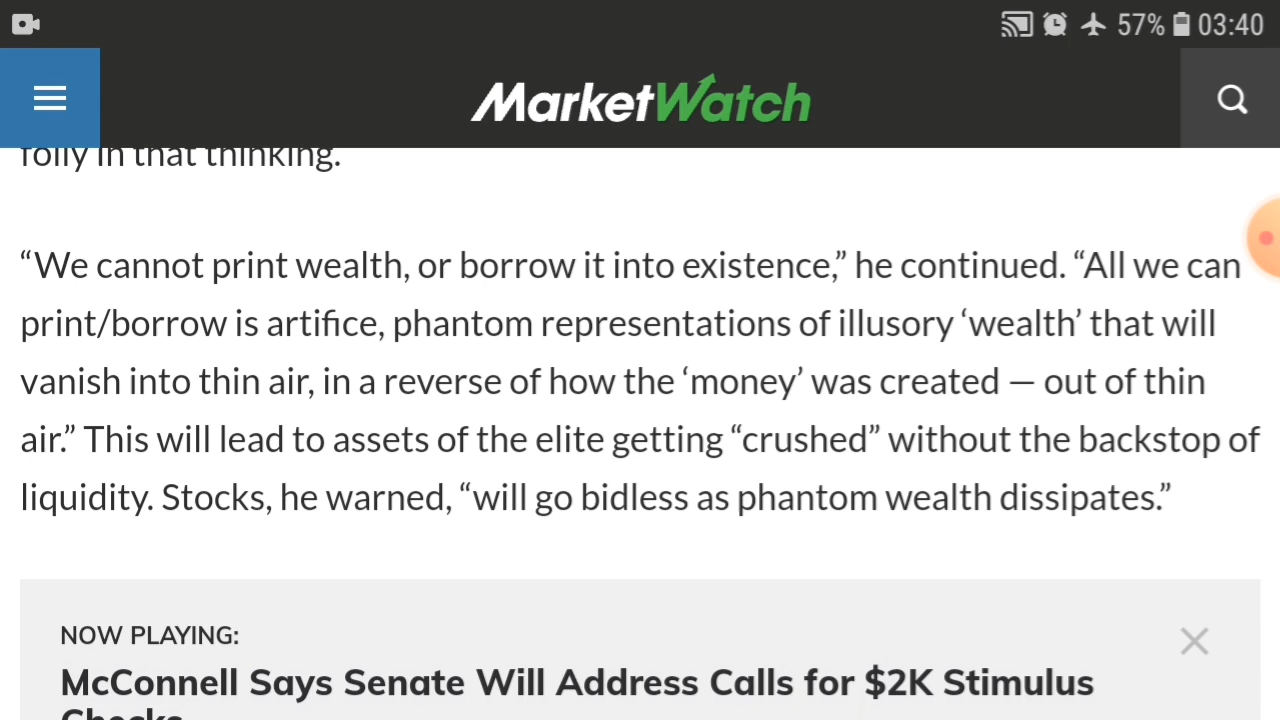 57% 03:40
MarketWatch
folly in that thinking.
“We cannot print wealth, or borrow it into existence,” he continued. “All we can
print/borrow is artifice, phantom representations of illusory ‘wealth’ that will
vanish into thin air, in a reverse of how the ‘money’ was created — out of thin
air.” This will lead to assets of the elite getting “crushed” without the backstop of
liquidity. Stocks, he warned, “will go bidless as phantom wealth dissipates.”
NOW PLAYING:
McConnell Says Senate Will Address Calls for $2K Stimulus
Checks